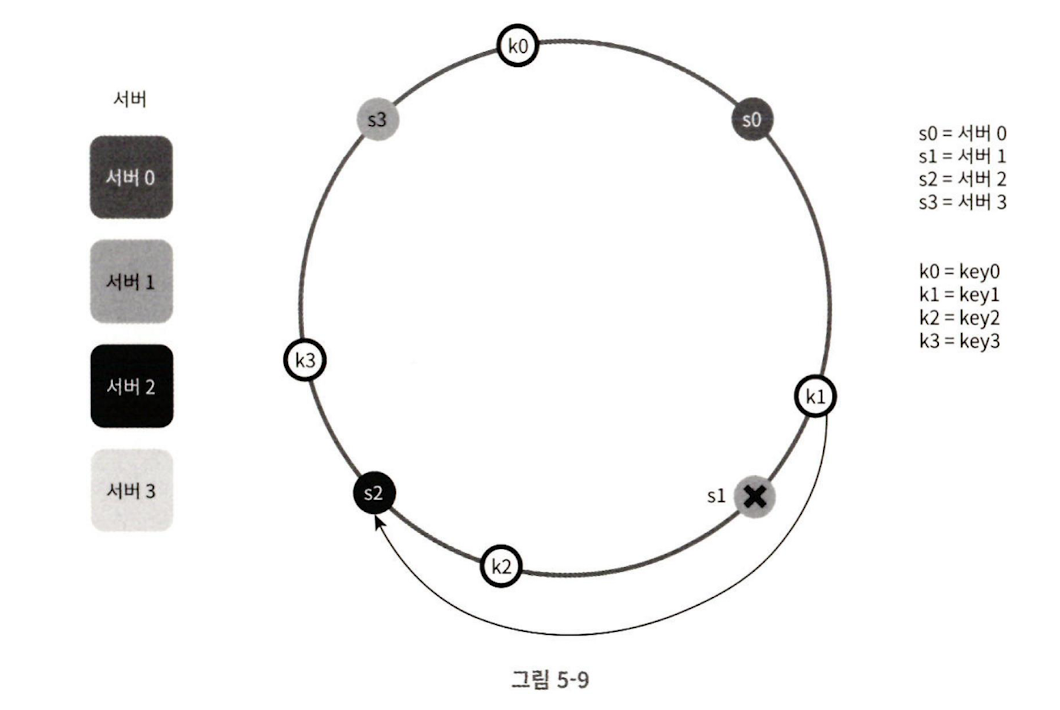 k0
서버
s3
s0
서버 0
s0 = 서버 0
s1 = 서버 1
s2 = 서버 2
s3 = 서버 3
서버 1
k0 = key0
k1 = key1
k2 = key2
k3 = key3
k3
서버 2
k1
서버 3
s2
s1
k2
그림 5-9